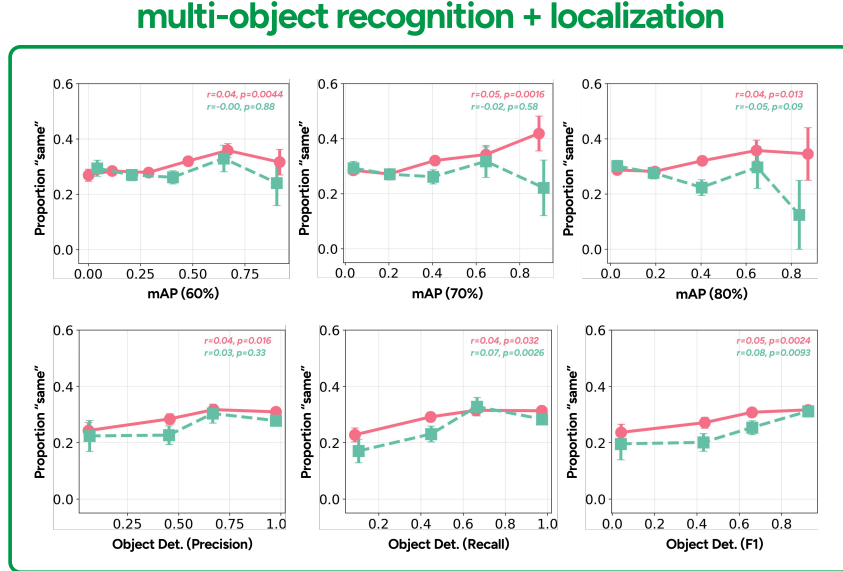 multi-object recognition + localization
Proportion “same”
0.6
0.4
0.2
0.0
r=0.04, p=0.0044
r=-0.00, p=0.88
0.00 0.25 0.50 0.75
mAP (60%)
Proportion “same”
0.6
0.4
0.2
0.0
r=0.05, p=0.0016
r=-0.02, p=0.58
0.0 0.2 0.4 0.6 0.8
mAP (70%)
Proportion “same”
0.6
0.4
0.2
0.0
r=0.04, p=0.013
r=-0.05, p=0.09
0.0 0.2 0.4 0.6 0.8
mAP (80%)
Proportion “same”
0.6
0.4
0.2
0.0
r=0.04, p=0.016
r=0.03, p=0.33
0.25 0.50 0.75 1.0
Object Det. (Precision)
Proportion “same”
0.6
0.4
0.2
0.0
r=0.04, p=0.032
r=0.07, p=0.0026
0.2 0.4 0.6 0.8 1.0
Object Det. (Recall)
Proportion “same”
0.6
0.4
0.2
0.0
r=0.05, p=0.0024
r=0.08, p=0.0093
0.0 0.2 0.4 0.6 0.8
Object Det. (F1)